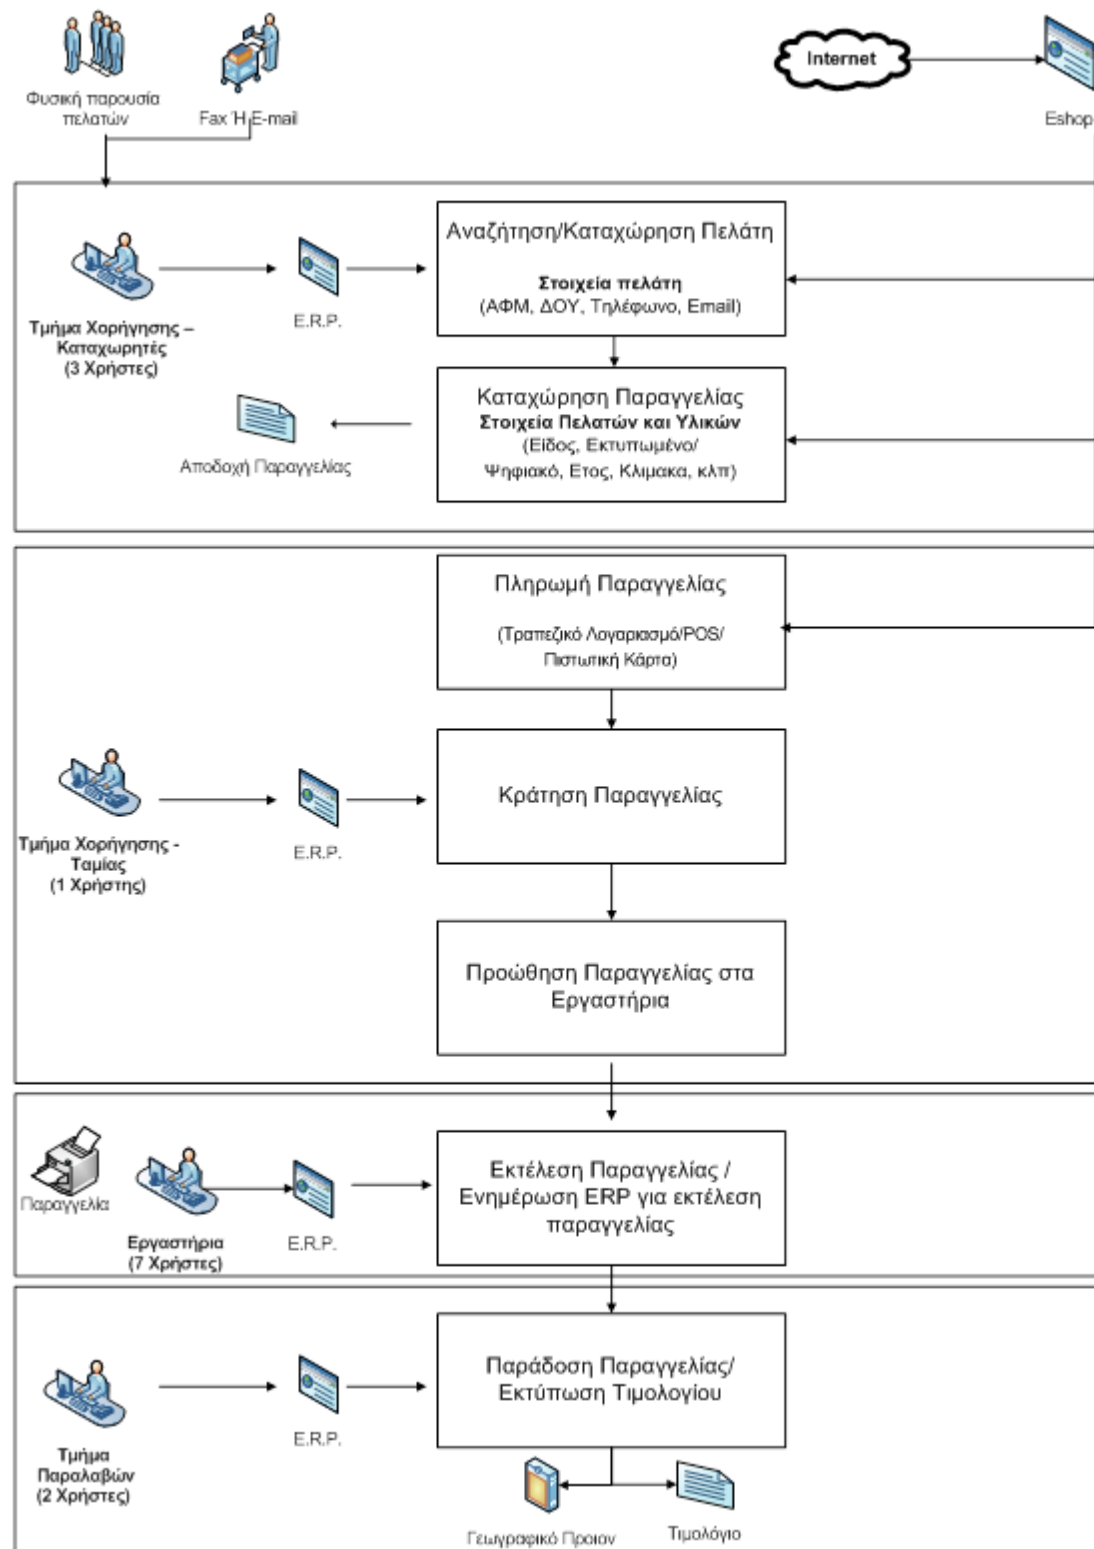 Φυσική παρουσία
πελατών
Fax Ή E-mail
Internet
Eshop
Αναζήτηση/Καταχώρηση Πελάτη
Στοιχεία πελάτη
(ΑΦΜ, ΔΟΥ, Τηλέφωνο, Email)
Τμήμα Χορήγησης –
Καταχωρητές
(3 Χρήστες)
E.R.P.
Καταχώρηση Παραγγελίας
Στοιχεία Πελατών και Υλικών
(Είδος, Εκτυπωμένο/
Ψηφιακό, Ετος, Κλιμακα, κλπ)
Αποδοχή Παραγγελίας
Πληρωμή Παραγγελίας
(Τραπεζικό Λογαριασμό/POS/
Πιστωτική Κάρτα)
Κράτηση Παραγγελίας
Τμήμα Χορήγησης -
Ταμίας
(1 Χρήστης)
E.R.P.
Προώθηση Παραγγελίας στα
Εργαστήρια
Παραγγελία
Εργαστήρια
(7 Χρήστες)
E.R.P.
Εκτέλεση Παραγγελίας /
Ενημέρωση ERP για εκτέλεση
παραγγελίας
Παράδοση Παραγγελίας/
Εκτύπωση Τιμολογίου
Τμήμα
Παραλαβών
(2 Χρήστες)
E.R.P.
Γεωγραφικό Προιον
Τιμολόγιο